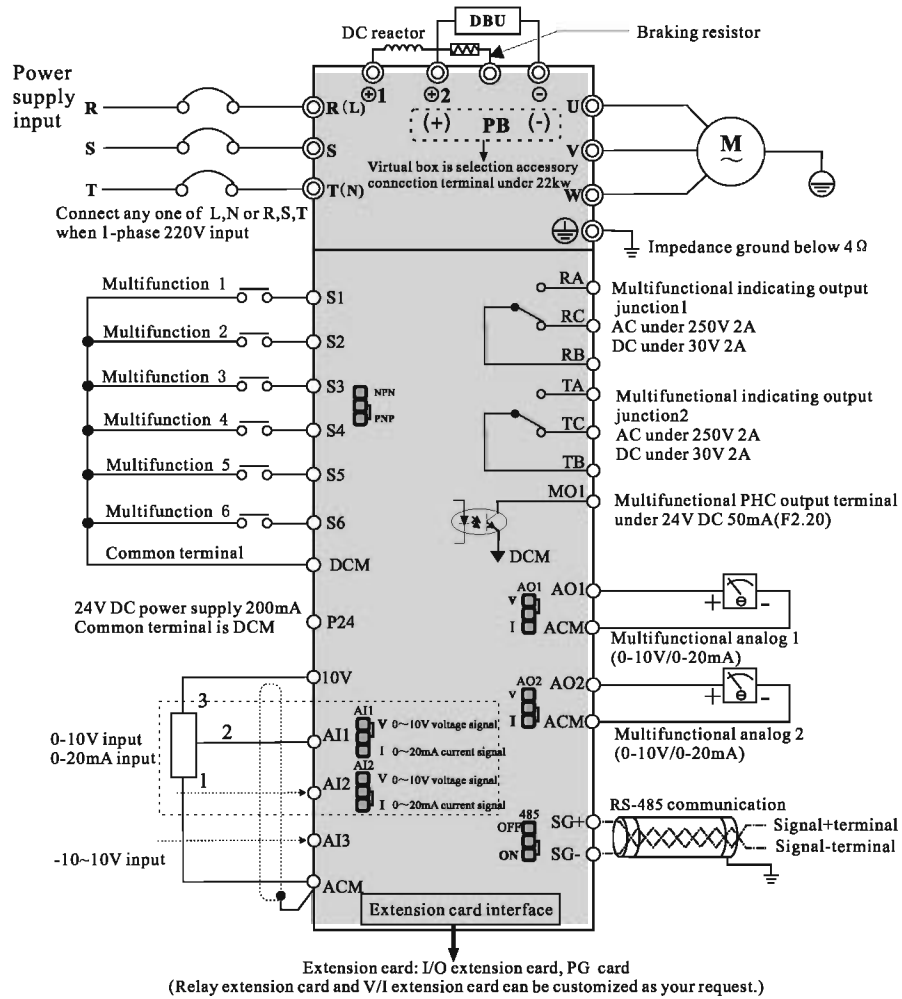 DBU
DC reactor
Braking resistor
Power
supply
input
R
S
T
R(L)
S
T(N)
⊕1
⊕2
⊖
(+) PB (-)
Virtual box is selection accessory
connection terminal under 22kw
U
V
W
M
~
Connect any one of L,N or R,S,T
when 1-phase 220V input
Impedance ground below 4 Ω
Multifunction 1
S1
Multifunction 2
S2
Multifunction 3
S3
Multifunction 4
S4
Multifunction 5
S5
Multifunction 6
S6
Common terminal
DCM
NPN
PNP
24V DC power supply 200mA
Common terminal is DCM
P24
RA
RC
RB
Multifunctional indicating output
junction1
AC under 250V 2A
DC under 30V 2A
TA
TC
TB
Multifunctional indicating output
junction2
AC under 250V 2A
DC under 30V 2A
MO1
DCM
Multifunctional PHC output terminal
under 24V DC 50mA(F2.20)
AO1
V
I
AO1
ACM
+ -
Multifunctional analog 1
(0-10V/0-20mA)
AO2
V
I
AO2
ACM
+ -
Multifunctional analog 2
(0-10V/0-20mA)
10V
3
2
1
0-10V input
0-20mA input
AI1
AI1
V 0~10V voltage signal
I 0~20mA current signal
AI2
AI2
V 0~10V voltage signal
I 0~20mA current signal
AI3
-10~10V input
ACM
485
OFF
ON
SG+
SG-
RS-485 communication
Signal+terminal
Signal-terminal
Extension card interface
Extension card: I/O extension card, PG card
(Relay extension card and V/I extension card can be customized as your request.)